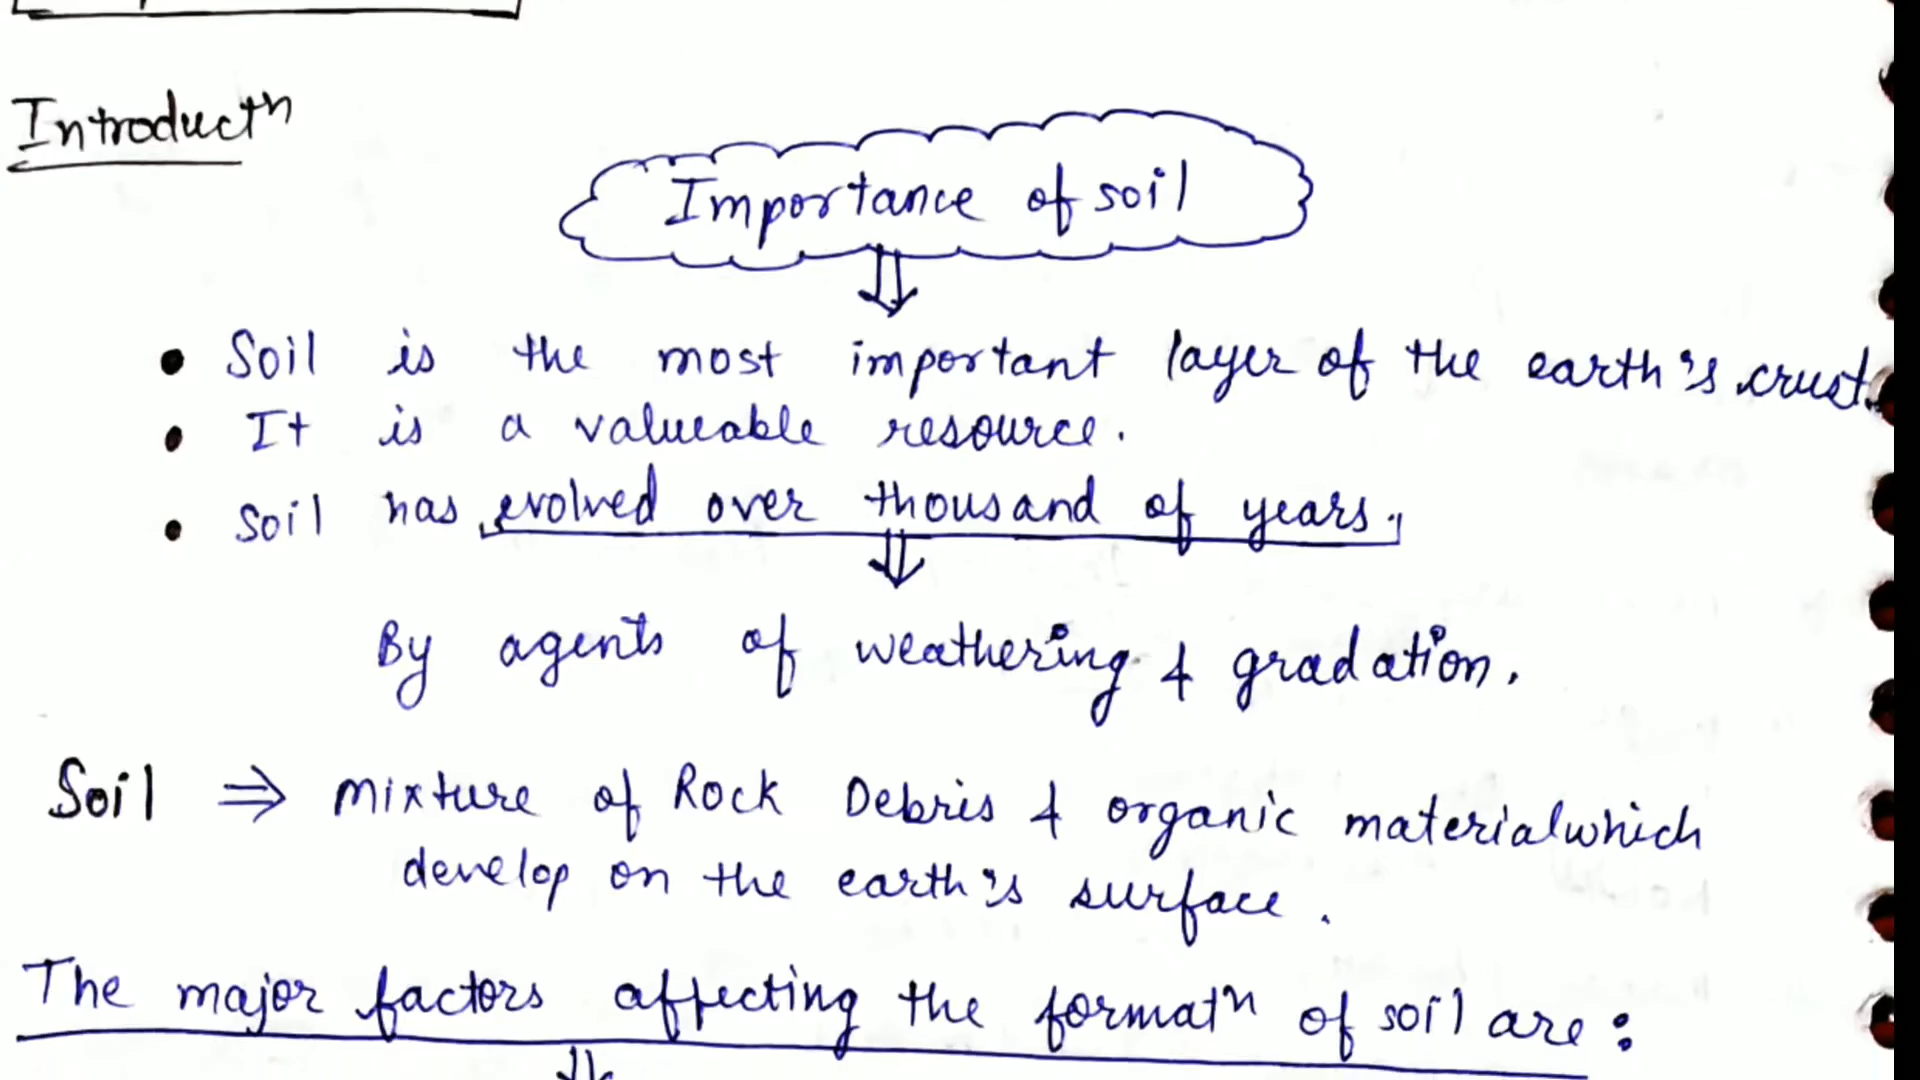 Introductn
Importance of soil
• Soil is the most important layer of the earth's crust.
• It is a valueable resource.
• Soil has evolved over thousand of years.
By agents of weathering & gradation.
Soil ⇒ mixture of Rock Debris & organic material which
develop on the earth's surface.
The major factors affecting the formatn of soil are: